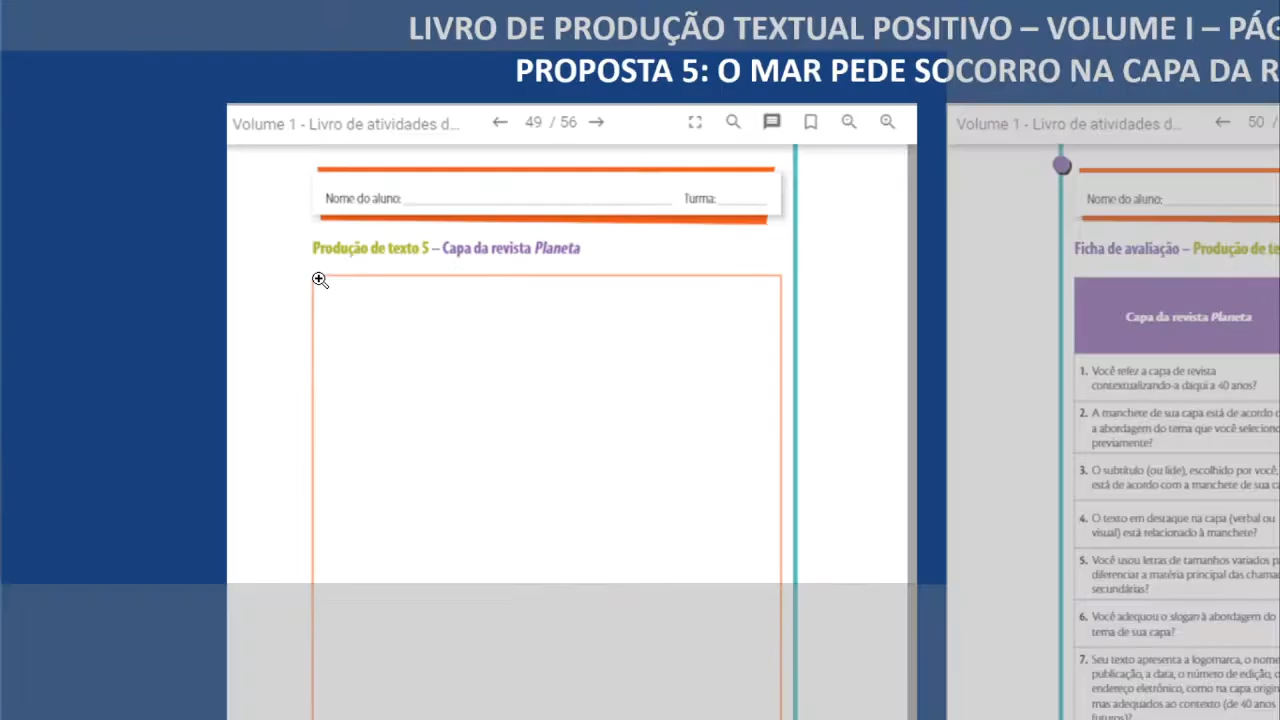 LIVRO DE PRODUÇÃO TEXTUAL POSITIVO – VOLUME I – PÁG
PROPOSTA 5: O MAR PEDE SOCORRO NA CAPA DA R
Volume 1 - Livro de atividades d...
49 / 56
Nome do aluno:
Turma:
Produção de texto 5 – Capa da revista Planeta
Volume 1 - Livro de atividades d...
50 /
Nome do aluno:
Ficha de avaliação – Produção de te
Capa da revista Planeta
1. Você refez a capa de revista
contextualizando-a daqui a 40 anos?
2. A manchete de sua capa está de acordo c
a abordagem do tema que você selecion
previamente?
3. O subtítulo (ou lide), escolhido por você,
está de acordo com a manchete de sua ca
4. O texto em destaque na capa (verbal ou
visual) está relacionado à manchete?
5. Você usou letras de tamanhos variados pa
diferenciar a matéria principal das chama
secundárias?
6. Você adequou o slogan à abordagem do
tema de sua capa?
7. Seu texto apresenta a logomarca, o nome
publicação, a data, o número de edição, o
endereço eletrônico, como na capa origin
mas adequados ao contexto (de 40 anos
futuros)?